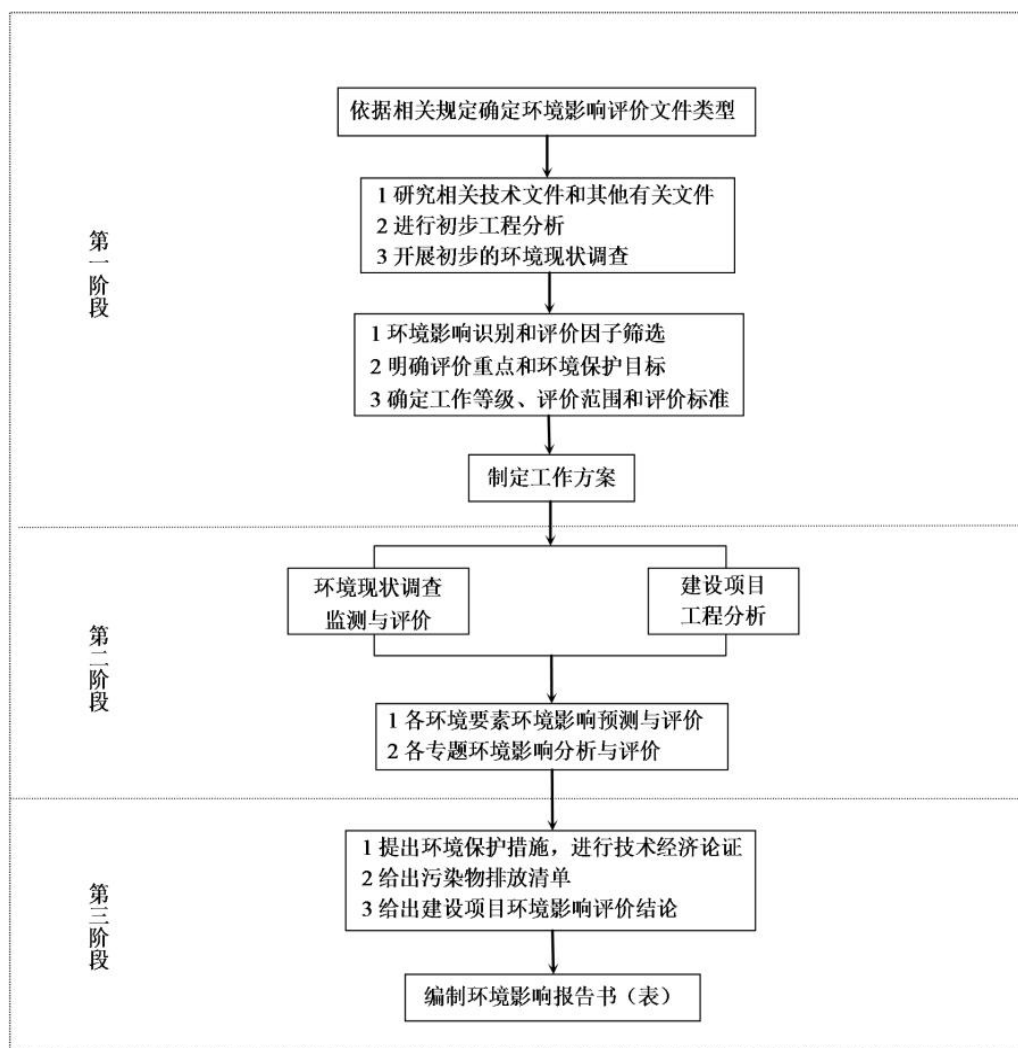 依据相关规定确定环境影响评价文件类型
1 研究相关技术文件和其他有关文件
2 进行初步工程分析
3 开展初步的环境现状调查
第一阶段
1 环境影响识别和评价因子筛选
2 明确评价重点和环境保护目标
3 确定工作等级、评价范围和评价标准
制定工作方案
环境现状调查
监测与评价
建设项目
工程分析
第二阶段
1 各环境要素环境影响预测与评价
2 各专题环境影响分析与评价
1 提出环境保护措施，进行技术经济论证
2 给出污染物排放清单
3 给出建设项目环境影响评价结论
第三阶段
编制环境影响报告书（表）